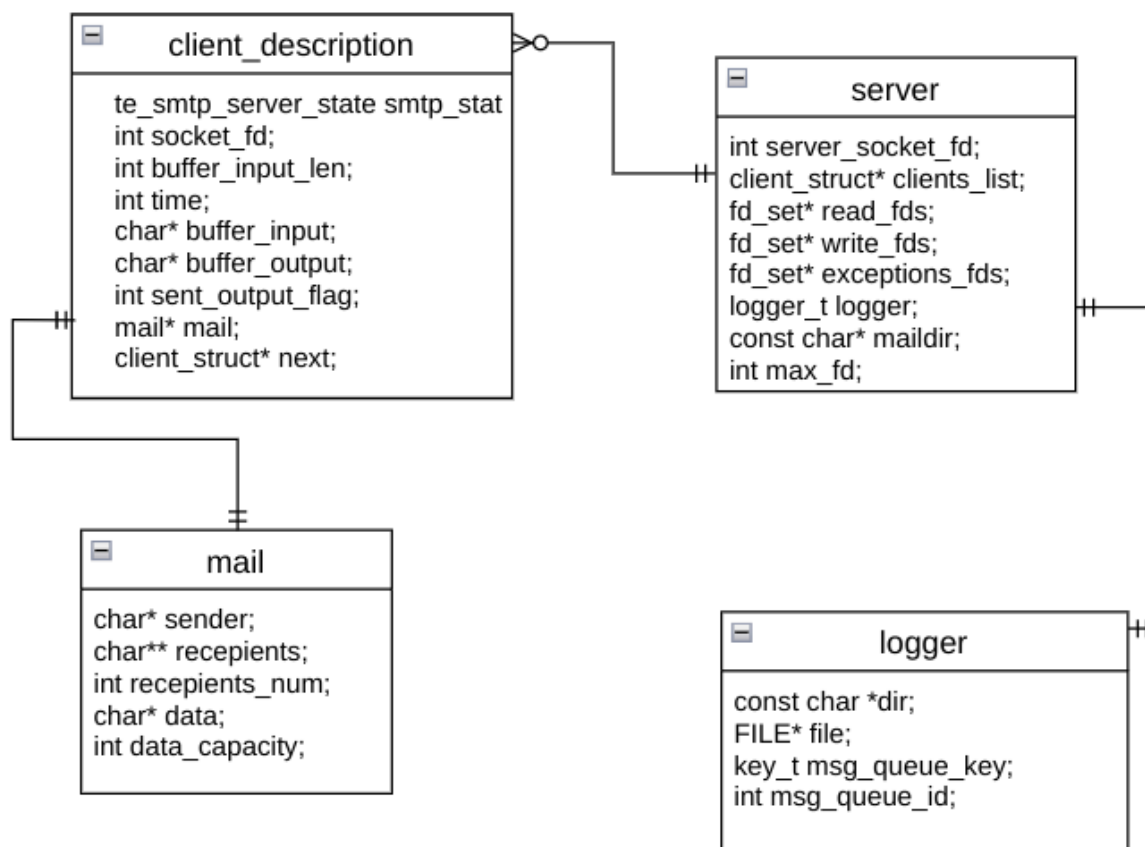 client_description
te_smtp_server_state smtp_stat
int socket_fd;
int buffer_input_len;
int time;
char* buffer_input;
char* buffer_output;
int sent_output_flag;
mail* mail;
client_struct* next;
server
int server_socket_fd;
client_struct* clients_list;
fd_set* read_fds;
fd_set* write_fds;
fd_set* exceptions_fds;
logger_t logger;
const char* maildir;
int max_fd;
mail
char* sender;
char** recepients;
int recepients_num;
char* data;
int data_capacity;
logger
const char *dir;
FILE* file;
key_t msg_queue_key;
int msg_queue_id;